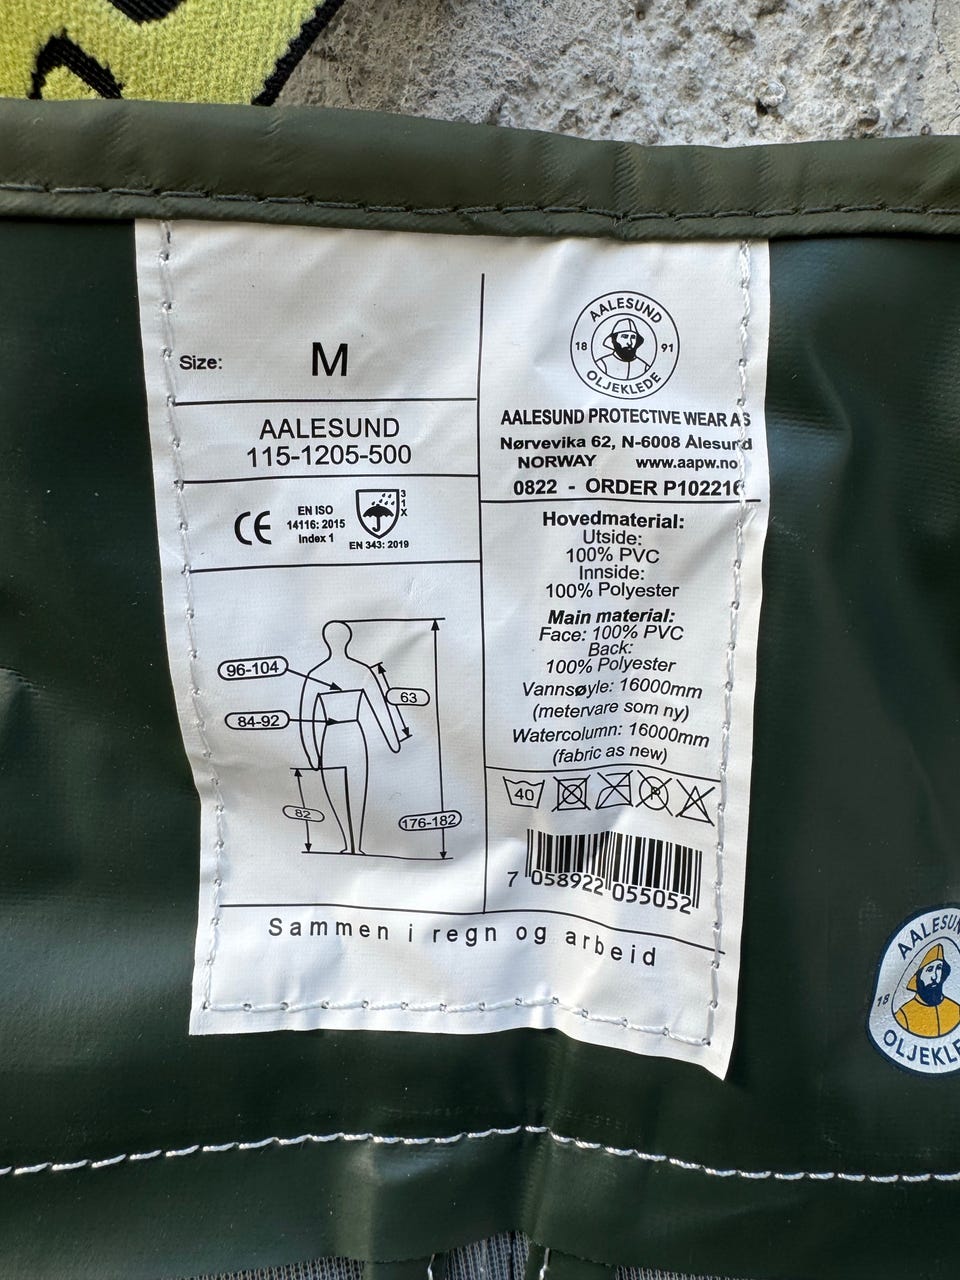 Size: M
AALESUND
115-1205-500
CE
EN ISO
14116: 2015
Index 1
31X
EN 343: 2019
96-104
63
84-92
82
176-182
AALESUND
18 91
OLJEKLEDE
AALESUND PROTECTIVE WEAR AS
Nørvevika 62, N-6008 Ålesund
NORWAY www.aapw.no
0822 - ORDER P102216
Hovedmaterial:
Utside:
100% PVC
Innside:
100% Polyester
Main material:
Face: 100% PVC
Back:
100% Polyester
Vannsøyle: 16000mm
(metervare som ny)
Watercolumn: 16000mm
(fabric as new)
40
P
7 058922 055052
Sammen i regn og arbeid
AALESUN
18
OLJEKLE